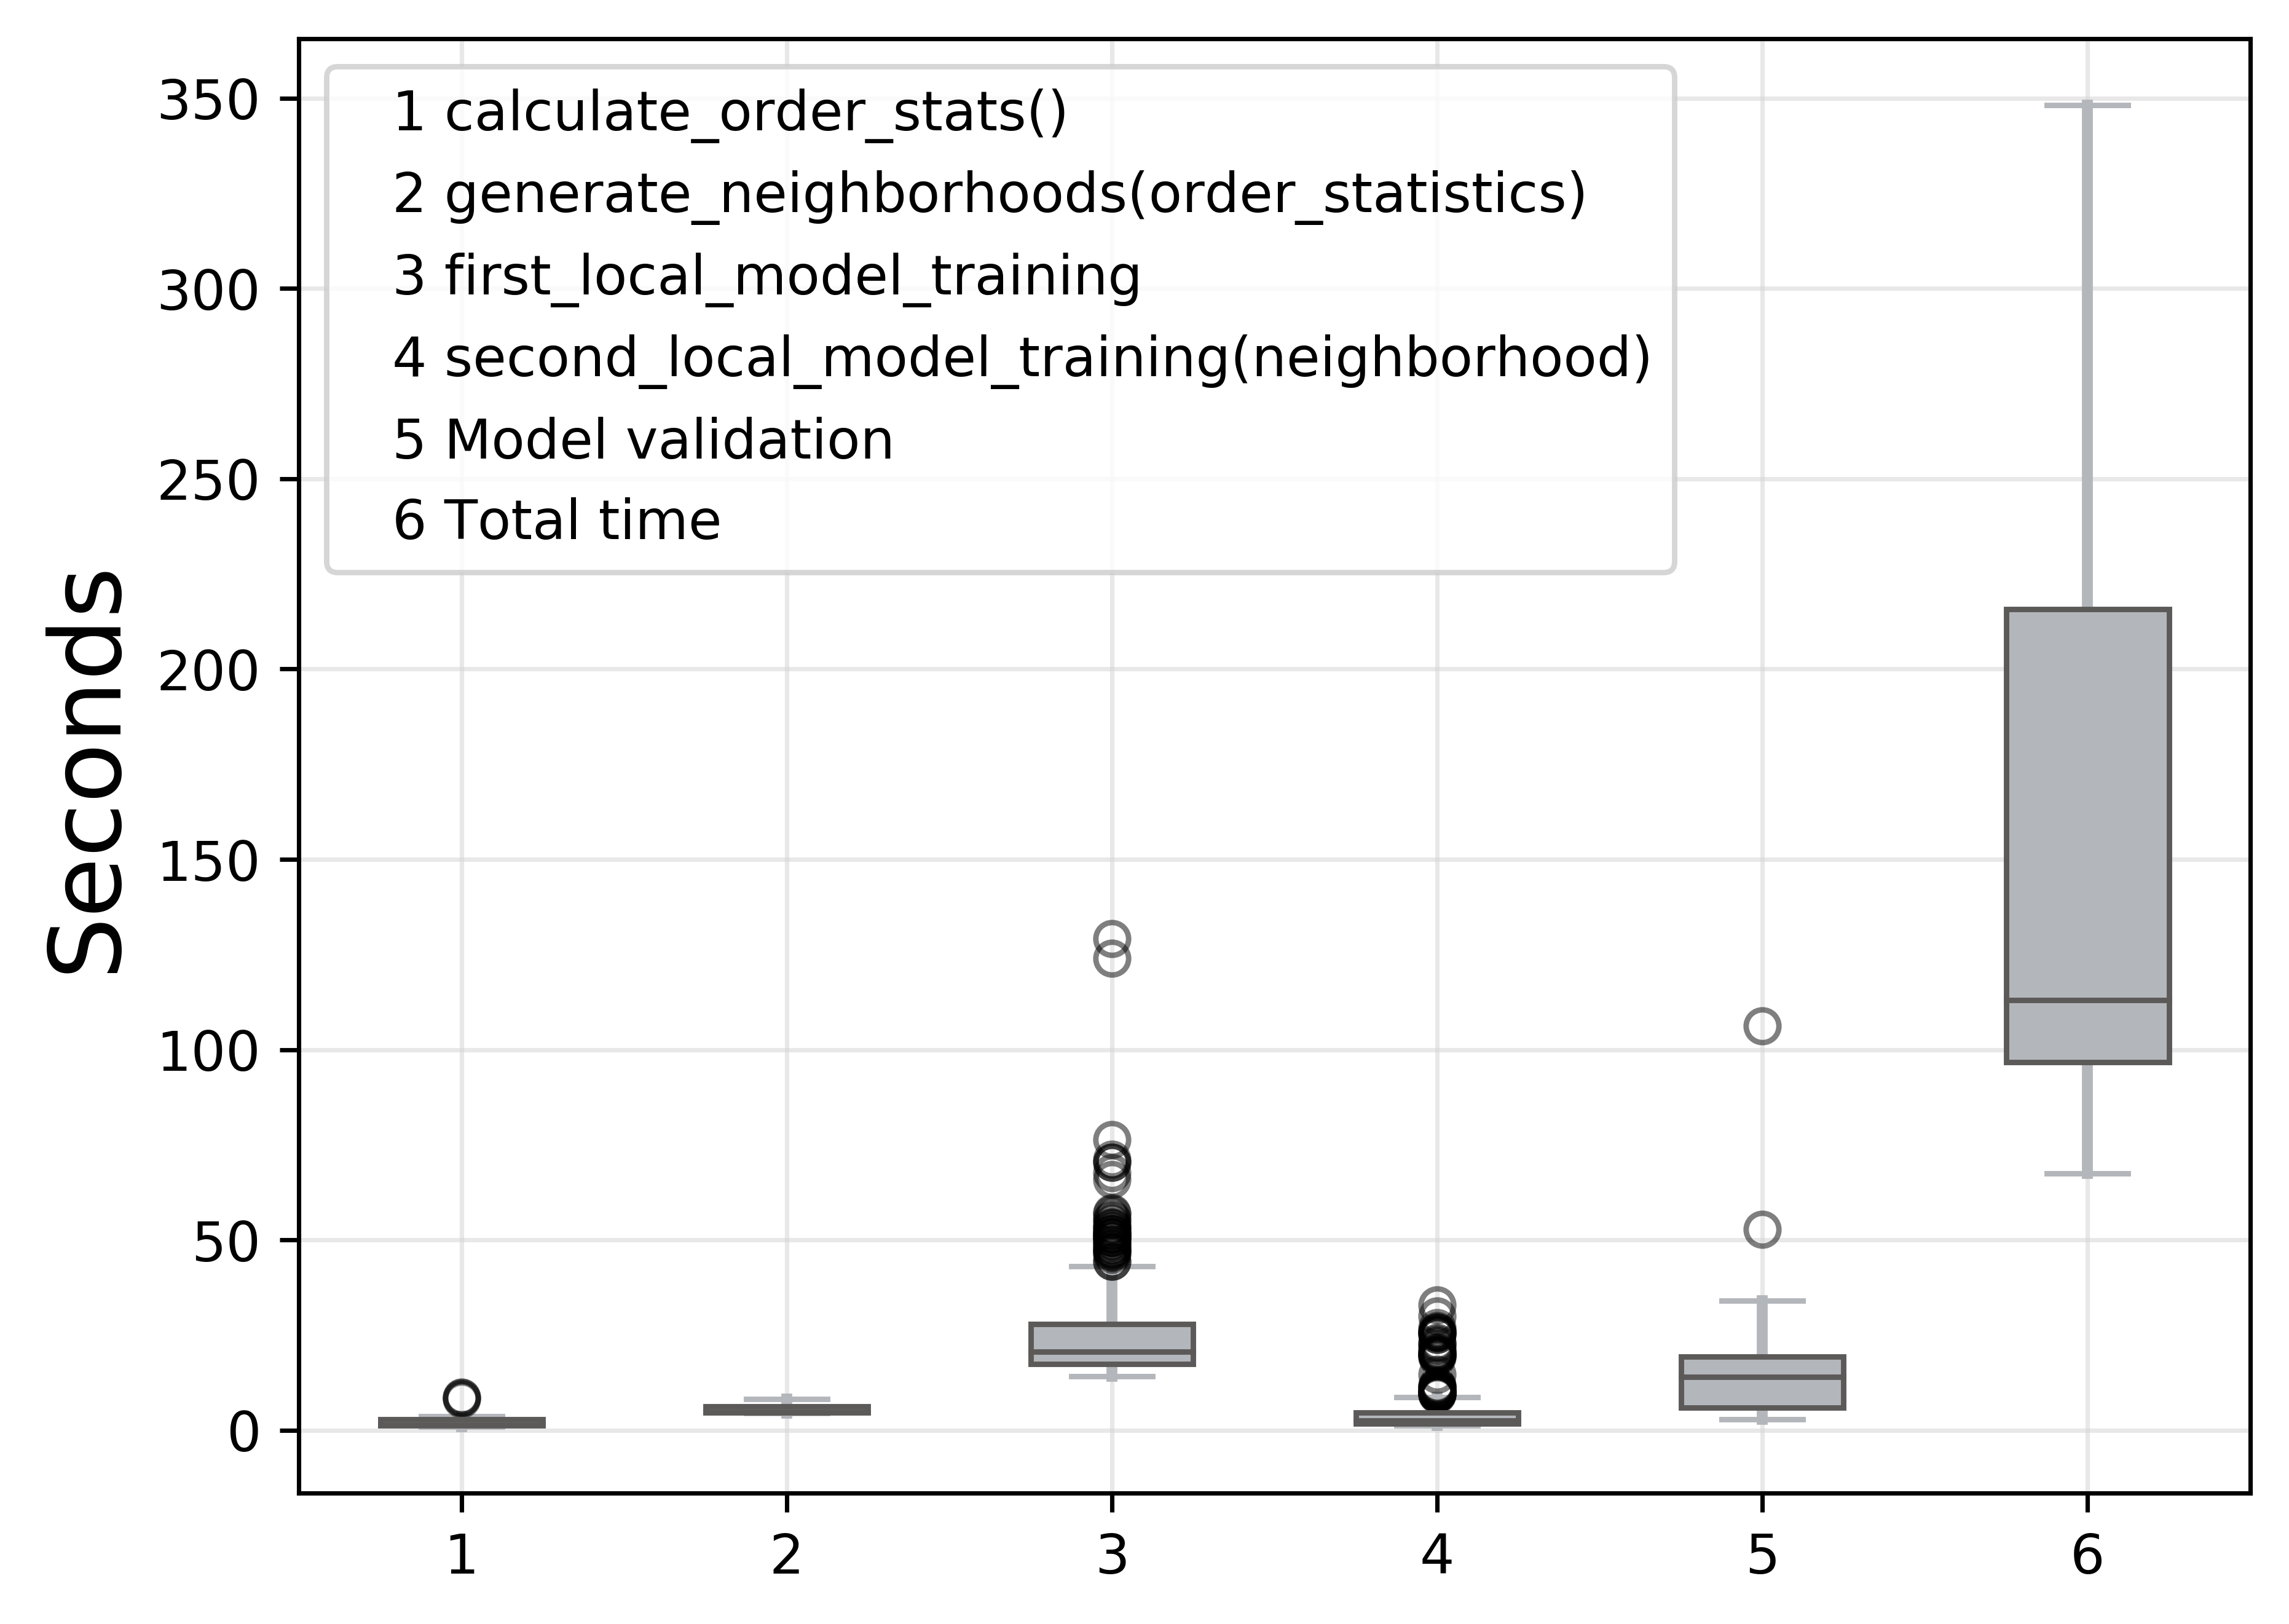 Seconds
350
300
250
200
150
100
50
0
1 calculate_order_stats()
2 generate_neighborhoods(order_statistics)
3 first_local_model_training
4 second_local_model_training(neighborhood)
5 Model validation
6 Total time
1 2 3 4 5 6